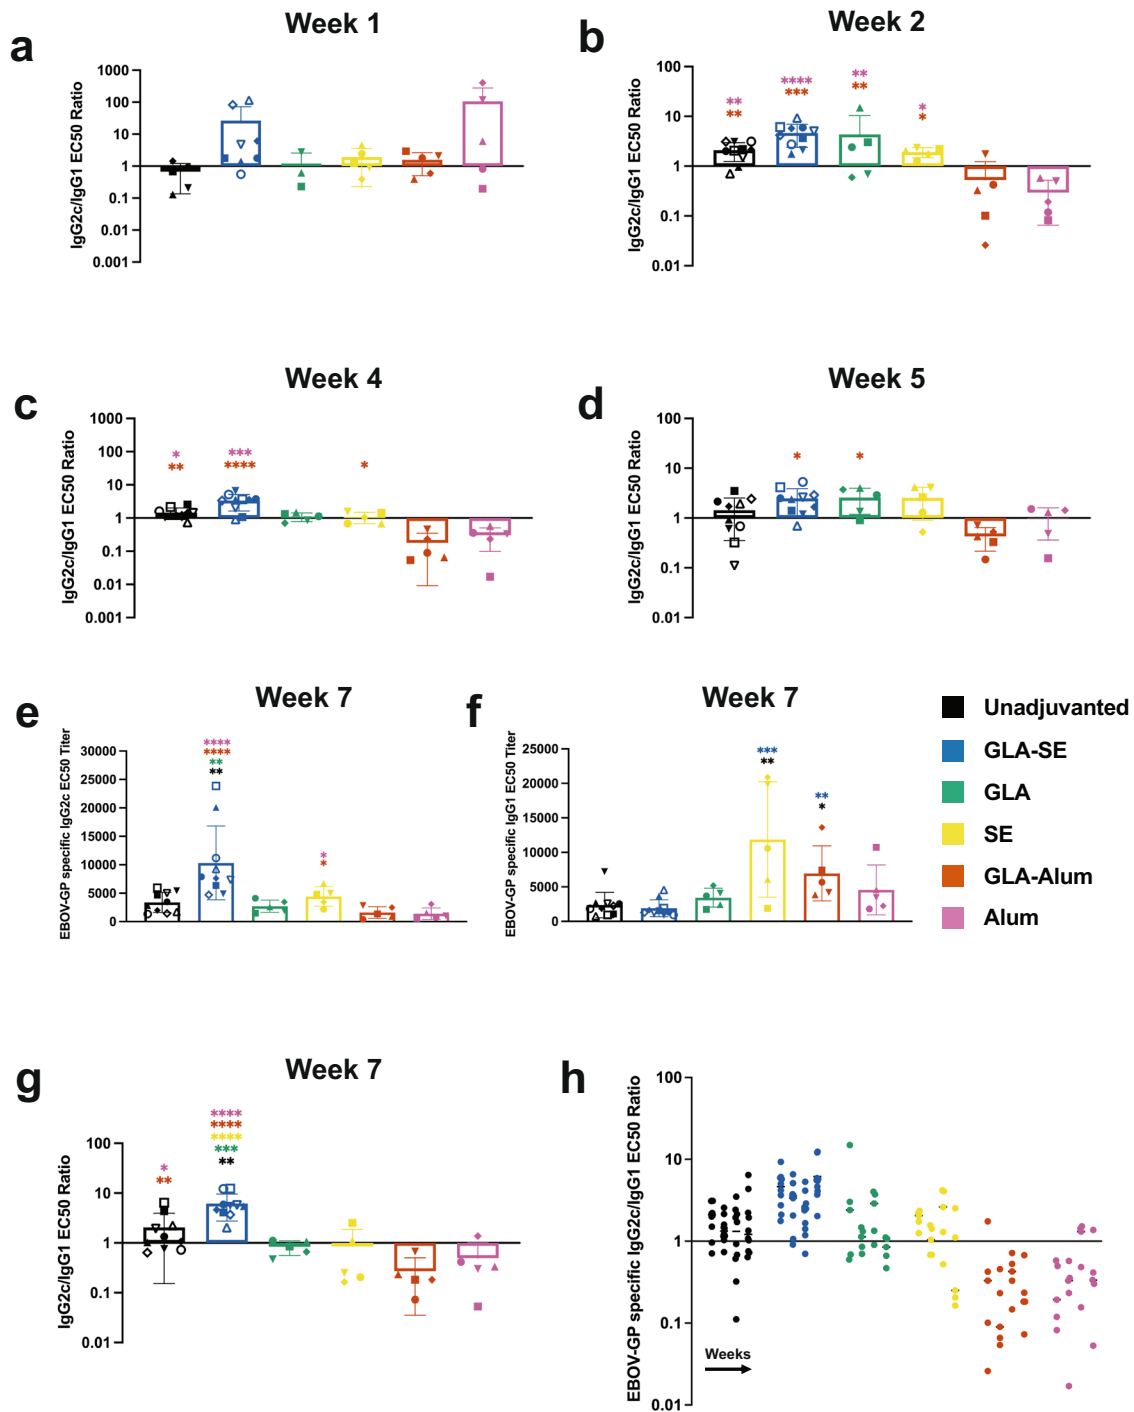 Week 1
a
IgG2c/IgG1 EC50 Ratio
1000
100
10
1
0.1
0.01
0.001
Week 2
b
IgG2c/IgG1 EC50 Ratio
100
10
1
0.1
0.01
**
**
****
***
**
**
*
*
Week 4
c
IgG2c/IgG1 EC50 Ratio
1000
100
10
1
0.1
0.01
0.001
*
**
***
****
*
Week 5
d
IgG2c/IgG1 EC50 Ratio
100
10
1
0.1
0.01
*
*
Week 7
e
EBOV-GP specific IgG2c EC50 Titer
30000
25000
20000
15000
10000
5000
0
****
****
**
**
*
*
Week 7
f
EBOV-GP specific IgG1 EC50 Titer
25000
20000
15000
10000
5000
0
***
**
**
*
Unadjuvanted
GLA-SE
GLA
SE
GLA-Alum
Alum
Week 7
g
IgG2c/IgG1 EC50 Ratio
100
10
1
0.1
0.01
*
**
****
****
****
***
**
h
EBOV-GP specific IgG2c/IgG1 EC50 Ratio
100
10
1
0.1
0.01
Weeks